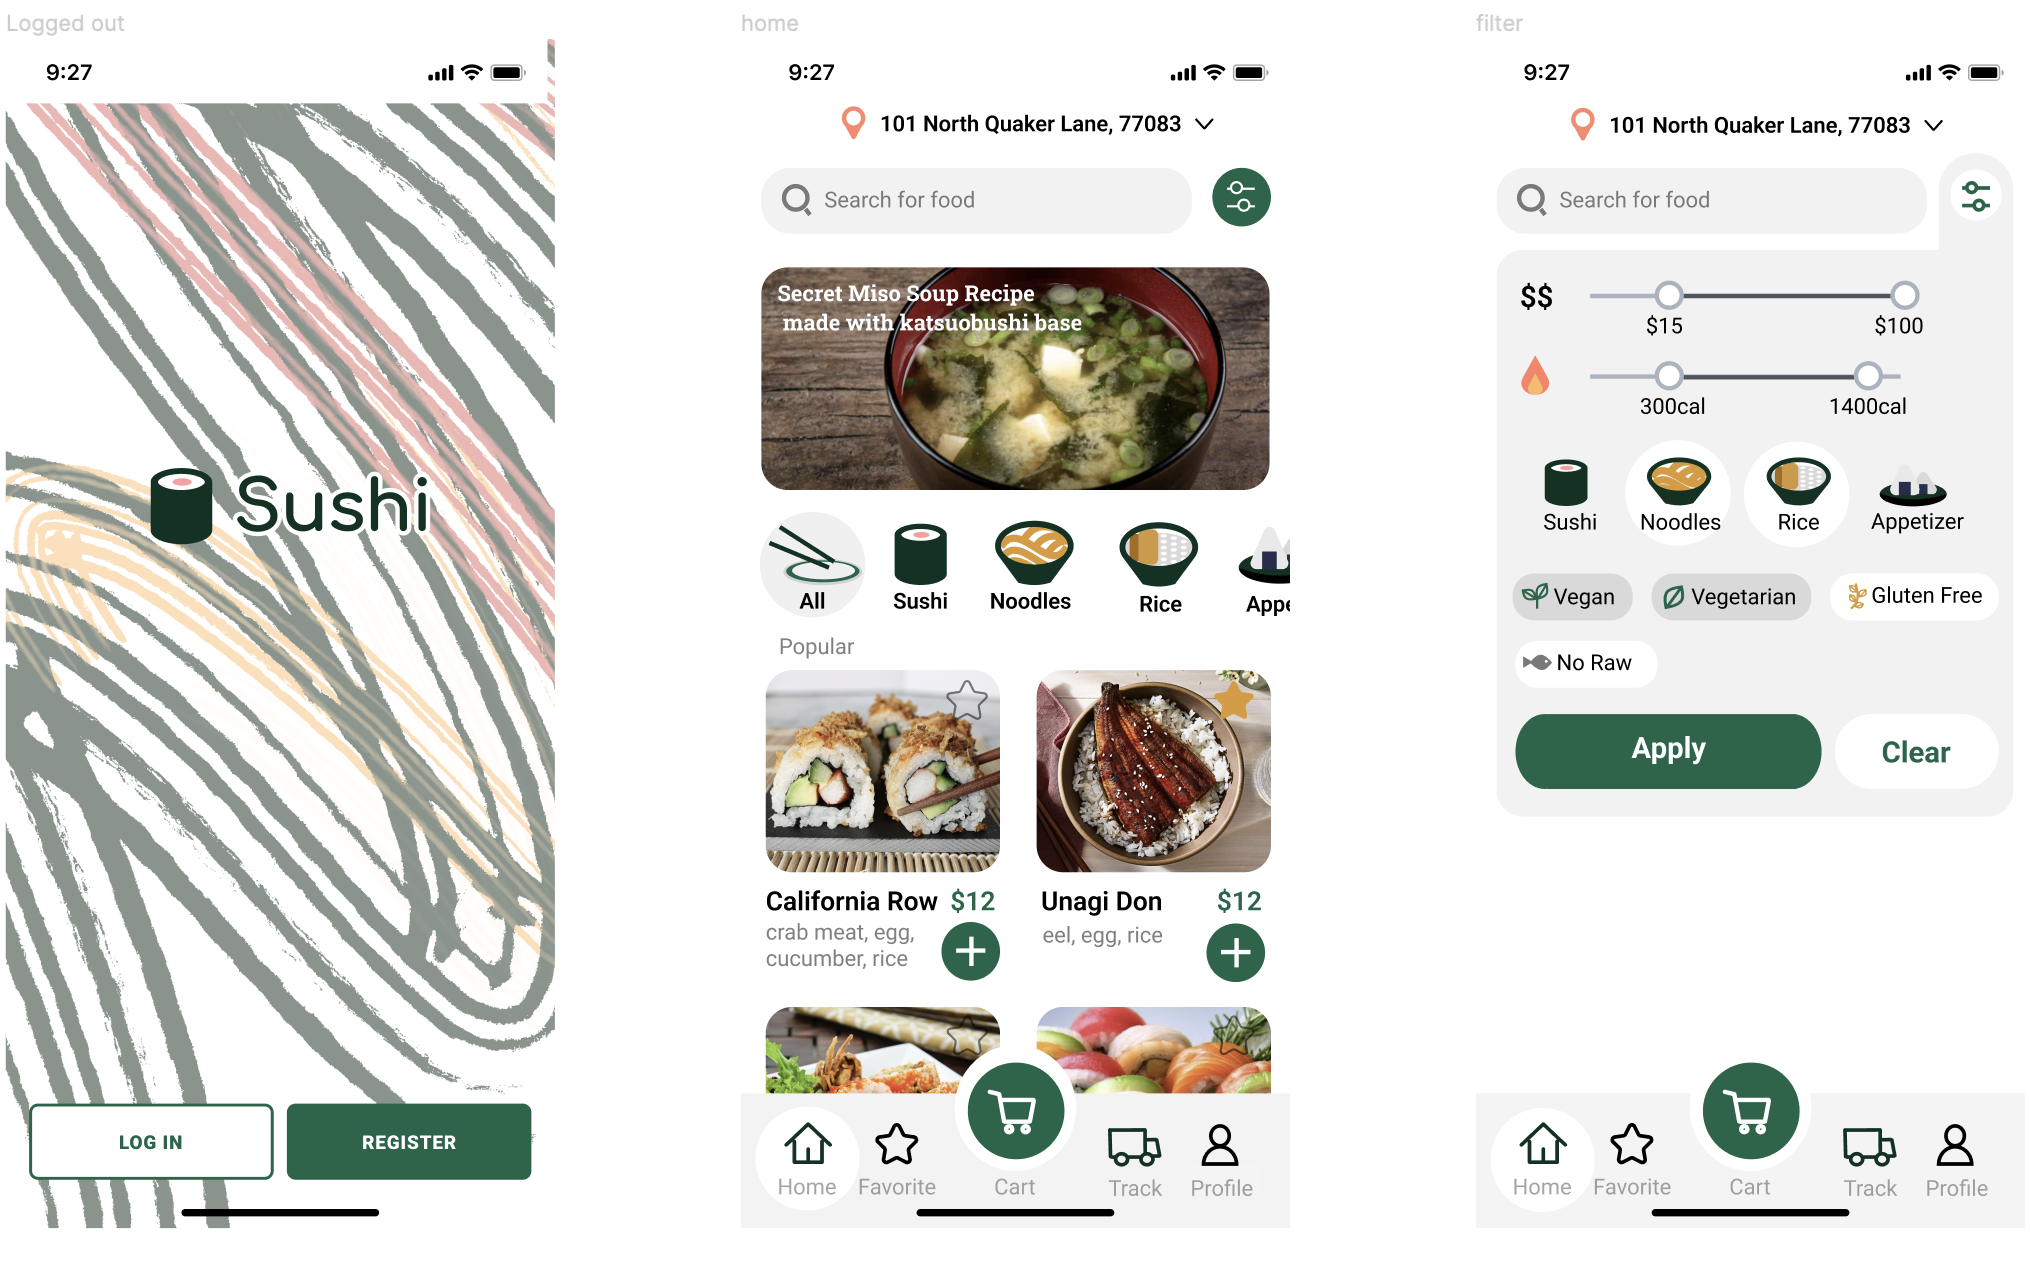 Logged out
9:27
Sushi
LOG IN
REGISTER
home
9:27
101 North Quaker Lane, 77083
Search for food
Secret Miso Soup Recipe
made with katsuobushi base
All
Sushi
Noodles
Rice
Appe
Popular
California Row $12
crab meat, egg,
cucumber, rice
Unagi Don $12
eel, egg, rice
Home
Favorite
Cart
Track
Profile
filter
9:27
101 North Quaker Lane, 77083
Search for food
$$
$15
$100
300cal
1400cal
Sushi
Noodles
Rice
Appetizer
Vegan
Vegetarian
Gluten Free
No Raw
Apply
Clear
Home
Favorite
Cart
Track
Profile